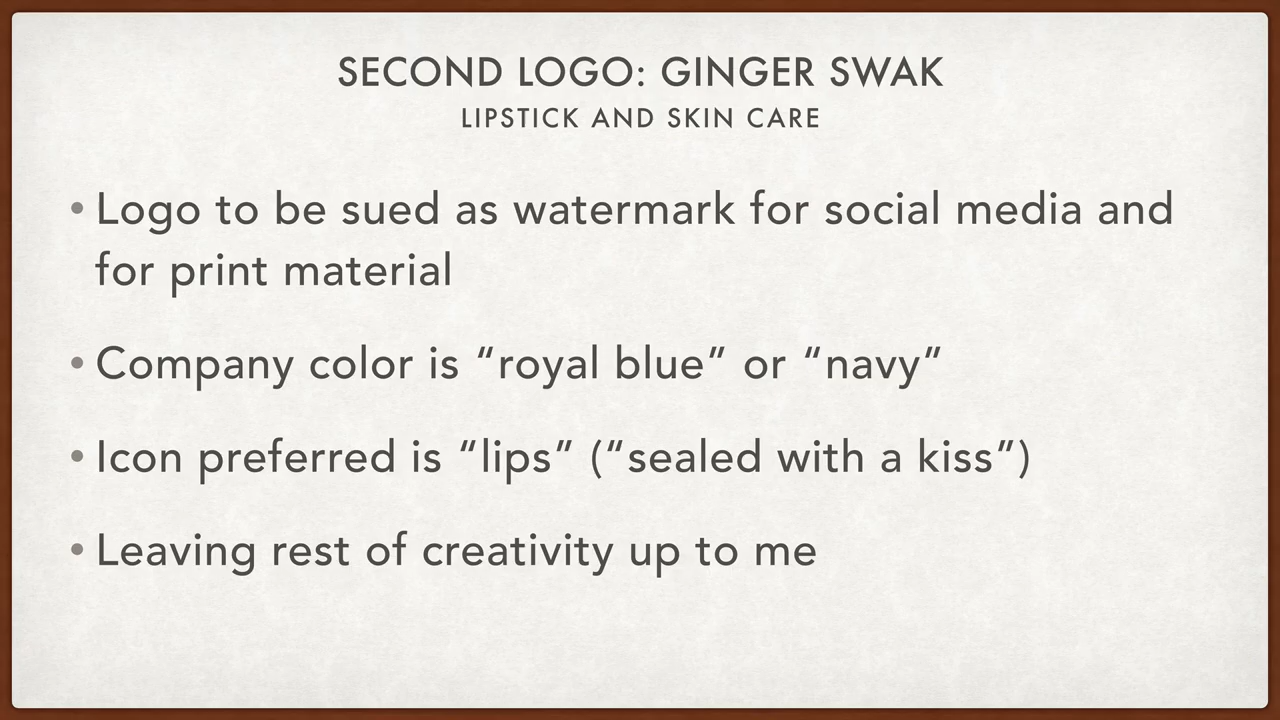 SECOND LOGO: GINGER SWAK
LIPSTICK AND SKIN CARE
• Logo to be sued as watermark for social media and
for print material
• Company color is “royal blue” or “navy”
• Icon preferred is “lips” (“sealed with a kiss”)
• Leaving rest of creativity up to me